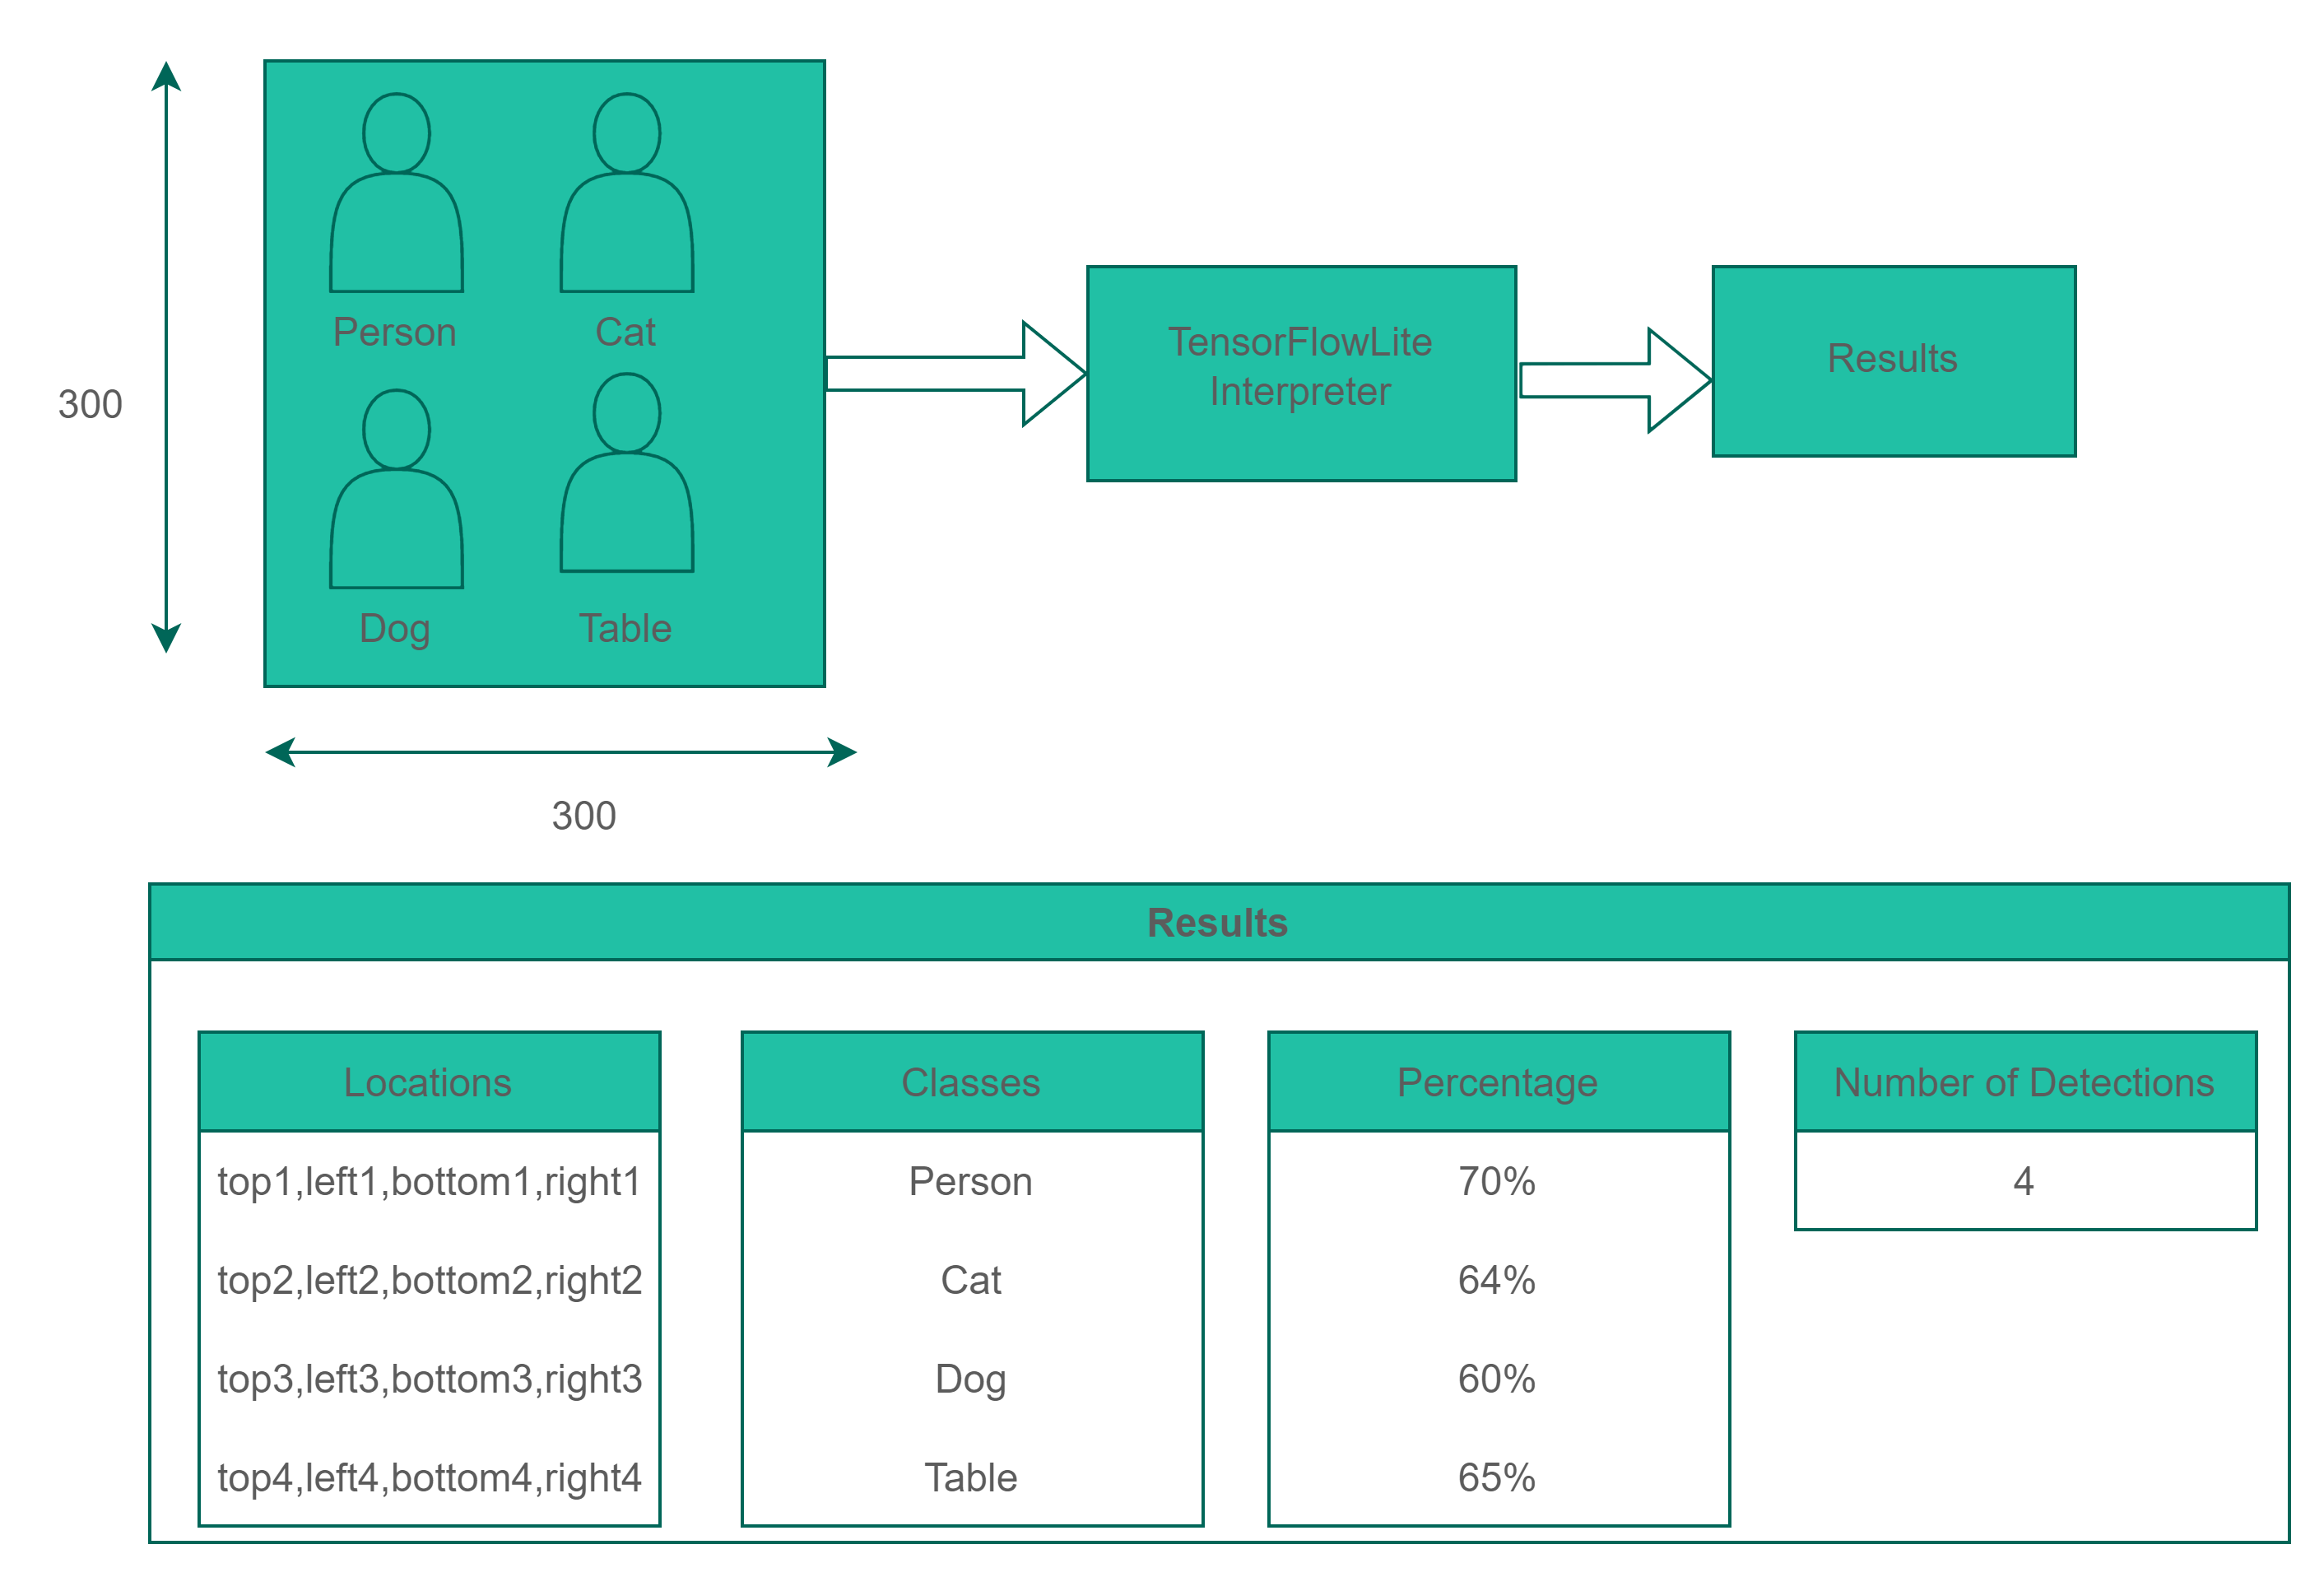 Person
Cat
300
Dog
Table
300
TensorFlowLite
Interpreter
Results
Results
Locations
Classes
Percentage
Number of Detections
top1,left1,bottom1,right1
Person
70%
4
top2,left2,bottom2,right2
Cat
64%
top3,left3,bottom3,right3
Dog
60%
top4,left4,bottom4,right4
Table
65%